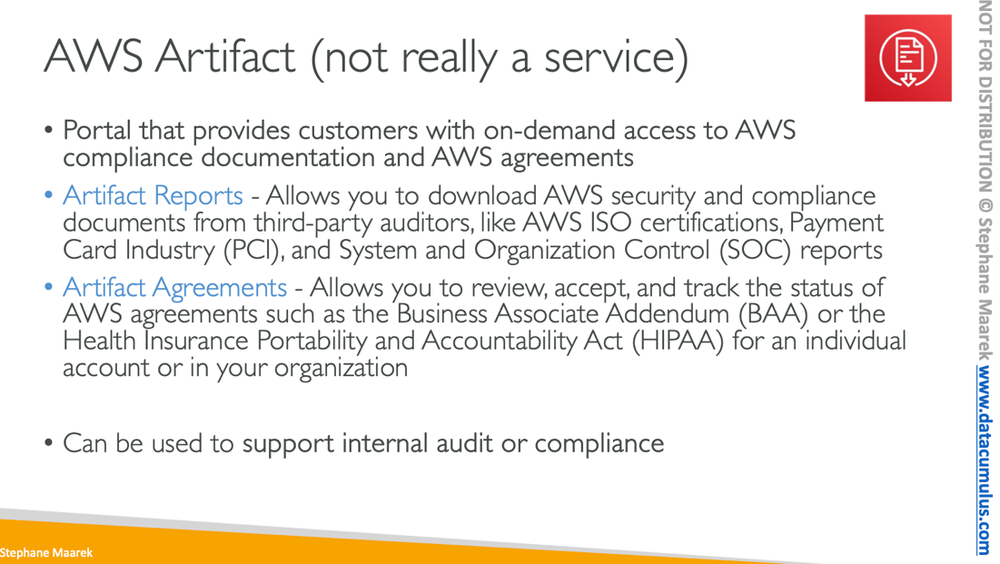 AWS Artifact (not really a service)
• Portal that provides customers with on-demand access to AWS
compliance documentation and AWS agreements
• Artifact Reports - Allows you to download AWS security and compliance
documents from third-party auditors, like AWS ISO certifications, Payment
Card Industry (PCI), and System and Organization Control (SOC) reports
• Artifact Agreements - Allows you to review, accept, and track the status of
AWS agreements such as the Business Associate Addendum (BAA) or the
Health Insurance Portability and Accountability Act (HIPAA) for an individual
account or in your organization
• Can be used to support internal audit or compliance
Stephane Maarek
NOT FOR DISTRIBUTION © Stephane Maarek www.datacumulus.com